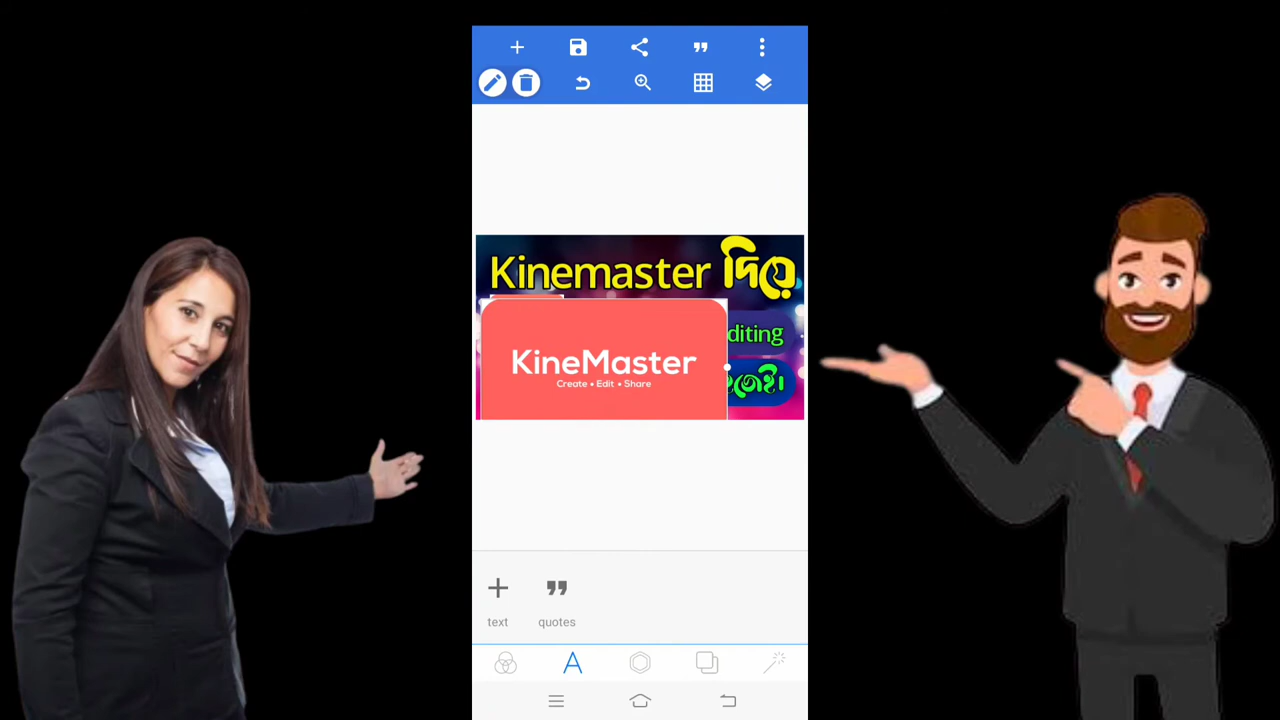 Kinemaster দিয়ে
diting
KineMaster
Create • Edit • Share
text
quotes